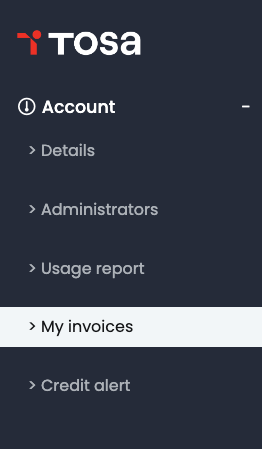 TOSA
Account -
> Details
> Administrators
> Usage report
> My invoices
> Credit alert